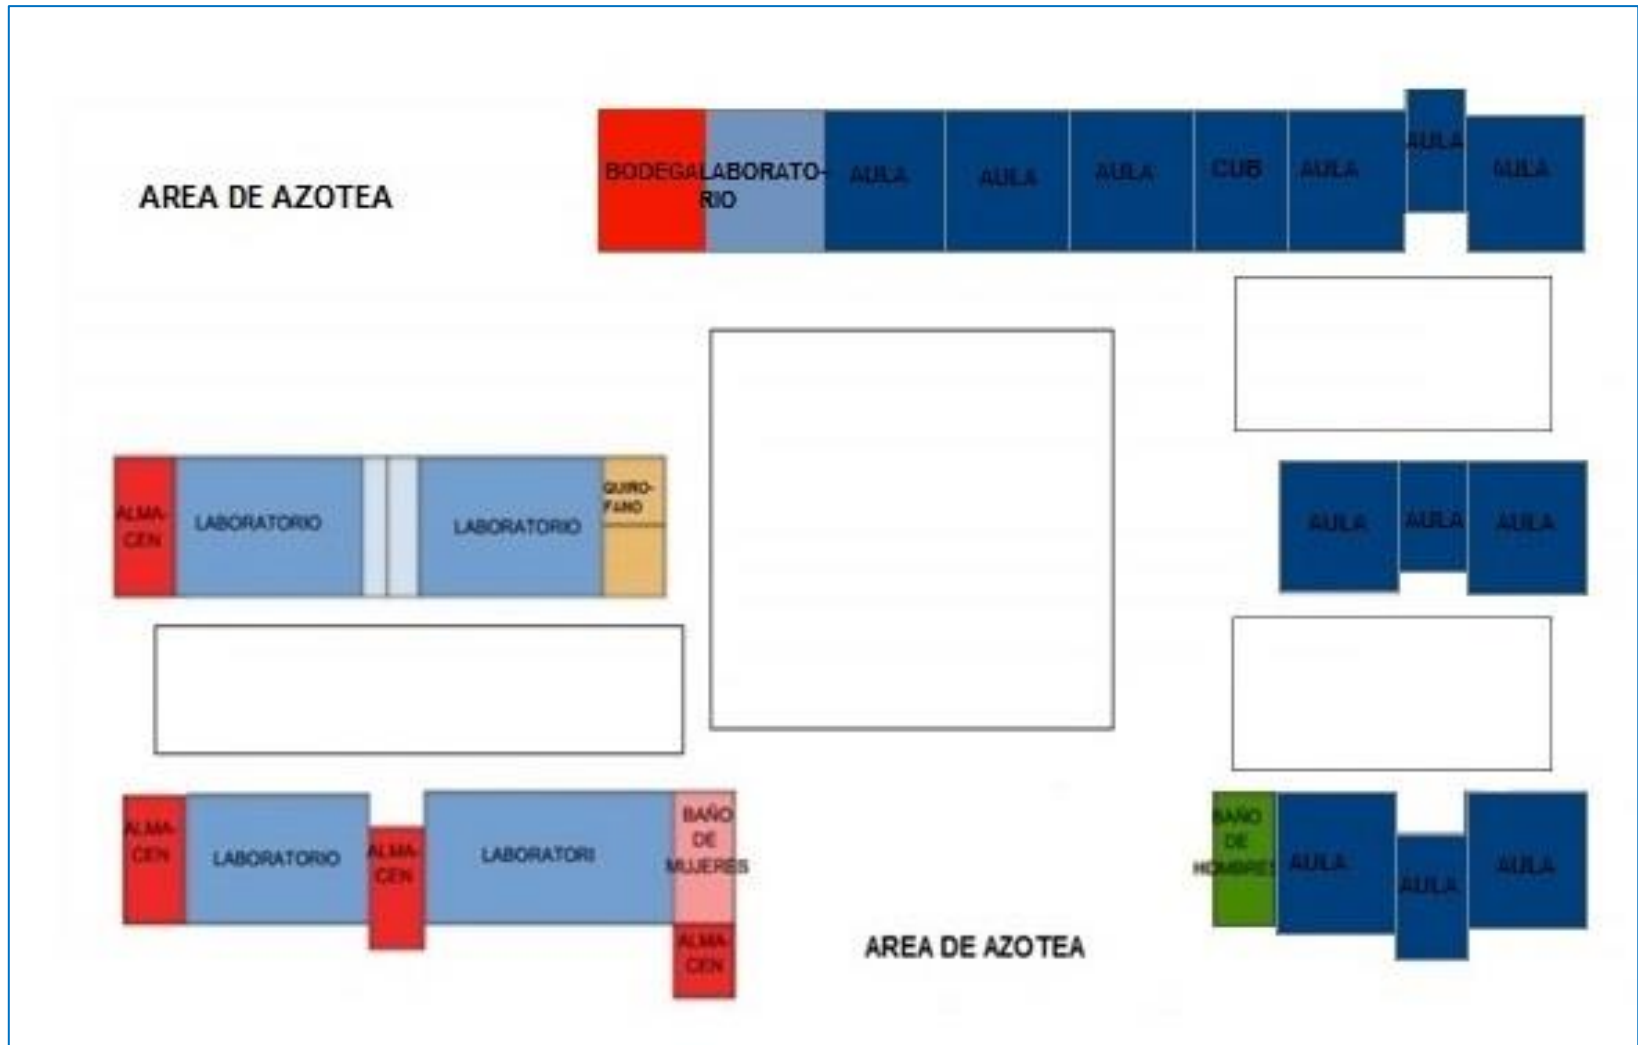 AREA DE AZOTEA
BODEGA
LABORATO-
RIO
AULA
AULA
AULA
CUB
AULA
AULA
AULA
ALMA-
CEN
LABORATORIO
LABORATORIO
QUIRO-
FANO
AULA
AULA
AULA
ALMA-
CEN
LABORATORIO
ALMA-
CEN
LABORATORI
BAÑO
DE
MUJERES
ALMA-
CEN
BAÑO
DE
HOMBRES
AULA
AULA
AULA
AREA DE AZOTEA